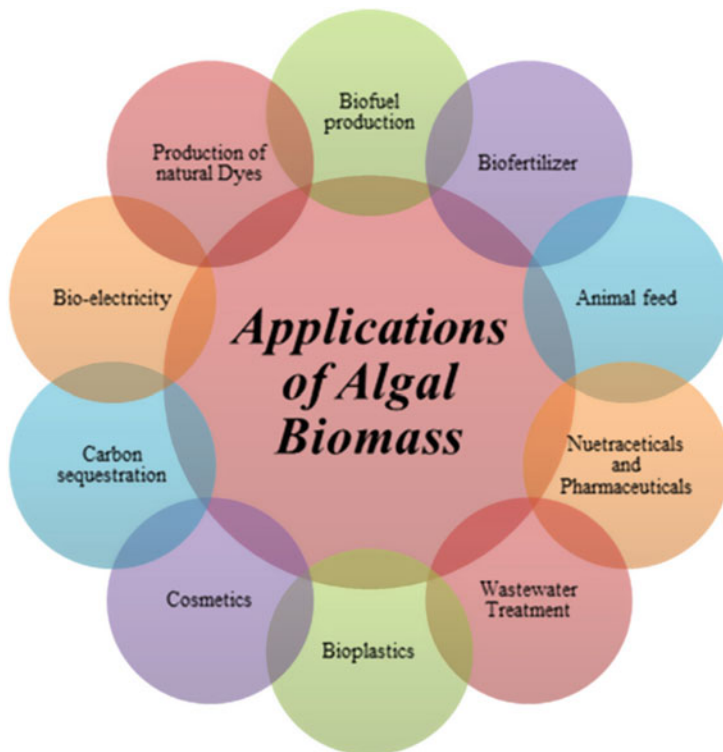 Biofuel
production
Biofertilizer
Animal feed
Nuetraceticals
and
Pharmaceuticals
Wastewater
Treatment
Bioplastics
Cosmetics
Carbon
sequestration
Bio-electricity
Production of
natural Dyes
Applications
of Algal
Biomass